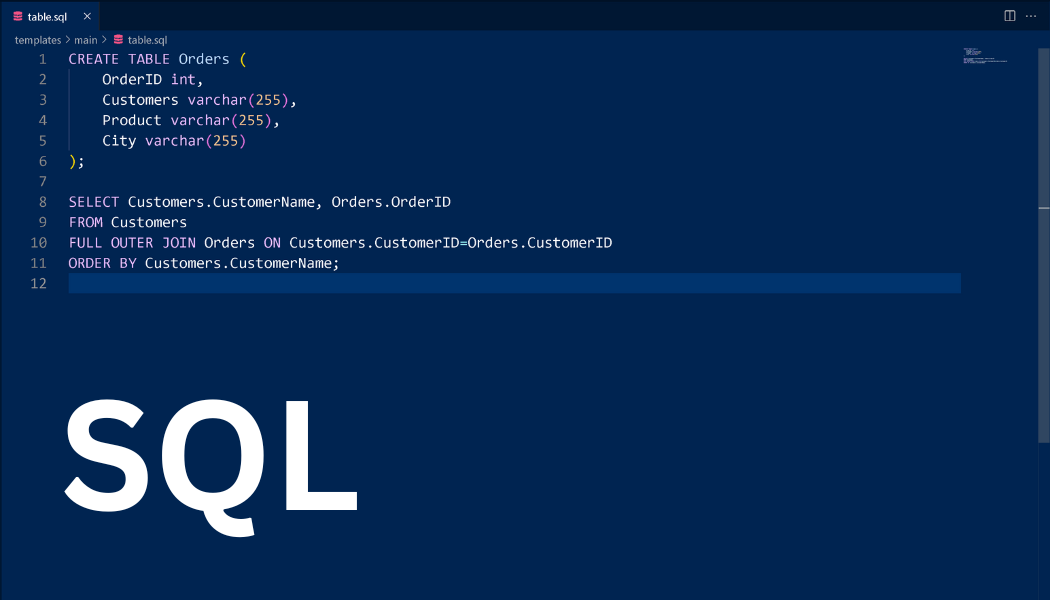 table.sql
templates > main > table.sql
1 CREATE TABLE Orders (
2     OrderID int,
3     Customers varchar(255),
4     Product varchar(255),
5     City varchar(255)
6 );
7
8 SELECT Customers.CustomerName, Orders.OrderID
9 FROM Customers
10 FULL OUTER JOIN Orders ON Customers.CustomerID=Orders.CustomerID
11 ORDER BY Customers.CustomerName;
12
SQL